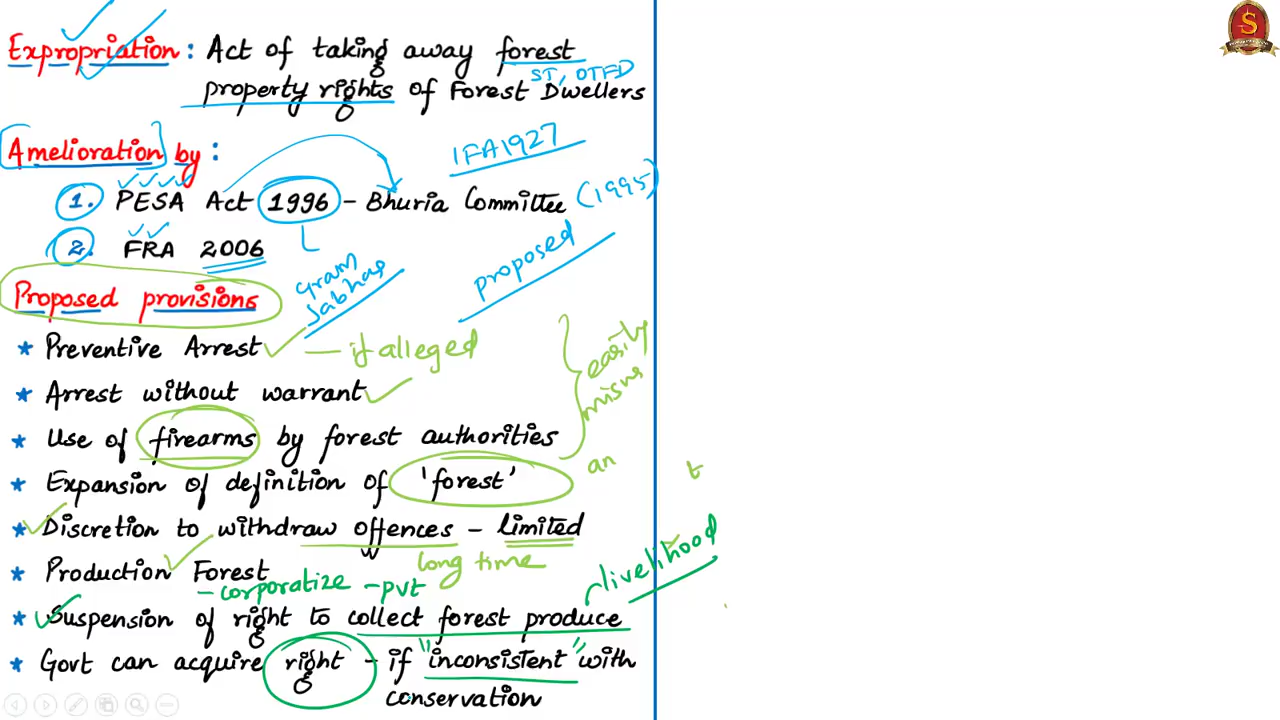 Expropriation : Act of taking away forest
ST, OTFD
property rights of Forest Dwellers
IFA 1927
Amelioration by :
1. PESA Act 1996 - Bhuria Committee (1995)
2. FRA 2006
Gram
Sabhas
proposed
Proposed provisions
* Preventive Arrest - if alleged
* Arrest without warrant
easily
misuse
* Use of firearms by forest authorities
an
* Expansion of definition of 'forest'
t
* Discretion to withdraw offences - limited
long time
* Production Forest
- corporatize - pvt
livelihood
* Suspension of right to collect forest produce
* Govt can acquire right - if "inconsistent" with
conservation
S